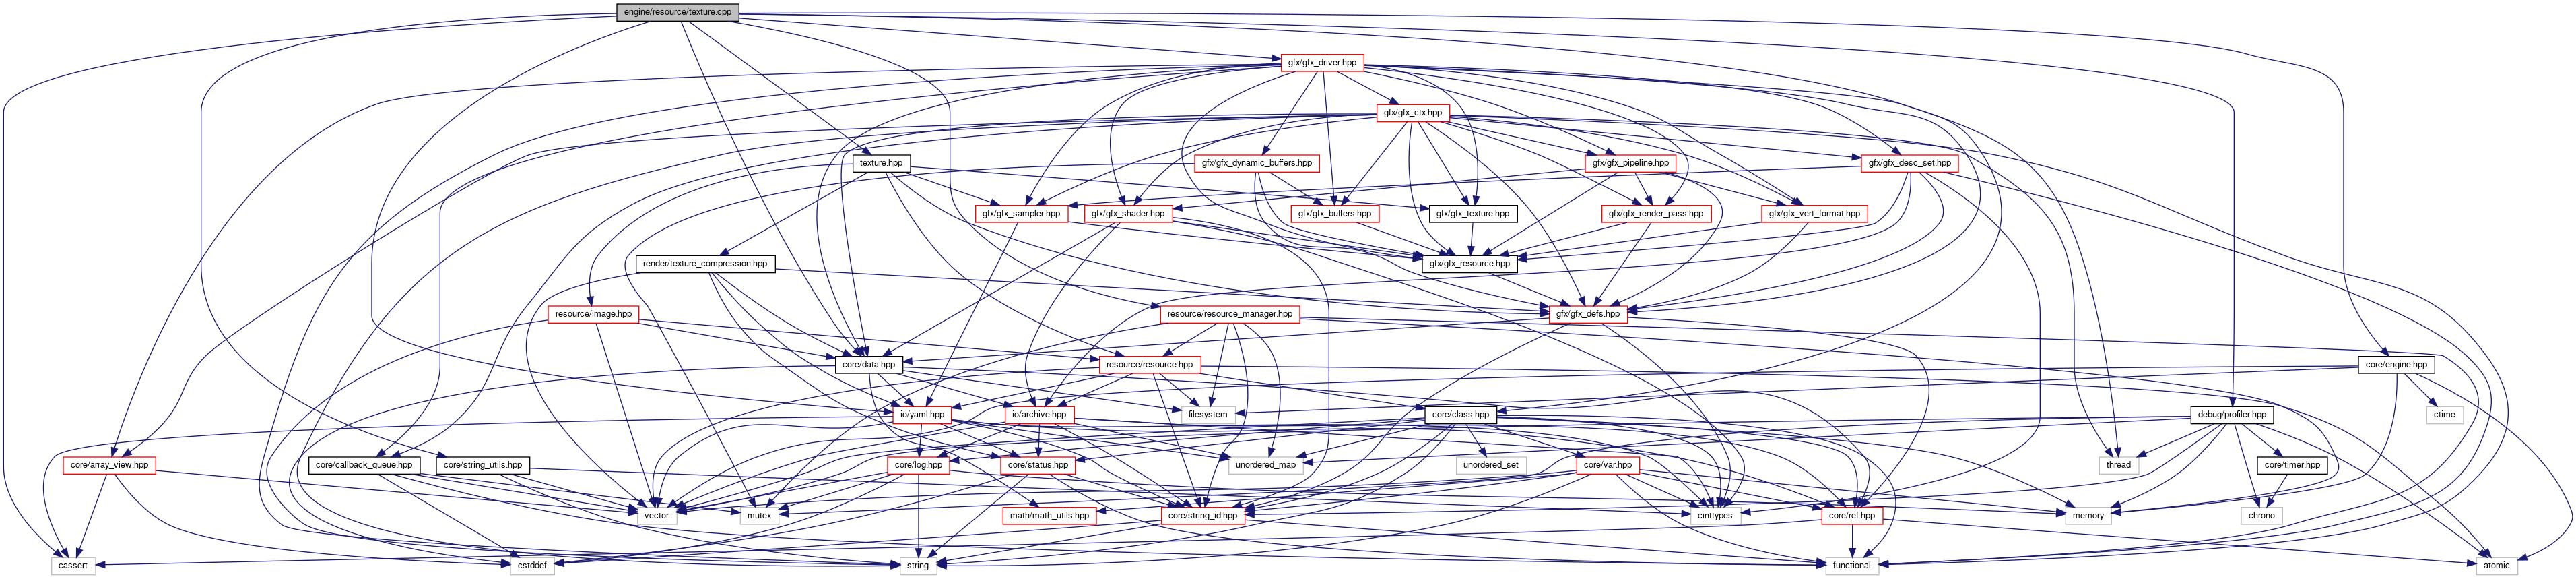 engine/resource/texture.cpp
gfx/gfx_driver.hpp
gfx/gfx_ctx.hpp
texture.hpp
gfx/gfx_dynamic_buffers.hpp
gfx/gfx_pipeline.hpp
gfx/gfx_desc_set.hpp
gfx/gfx_sampler.hpp
gfx/gfx_shader.hpp
gfx/gfx_buffers.hpp
gfx/gfx_texture.hpp
gfx/gfx_render_pass.hpp
gfx/gfx_vert_format.hpp
render/texture_compression.hpp
gfx/gfx_resource.hpp
resource/image.hpp
resource/resource_manager.hpp
gfx/gfx_defs.hpp
core/data.hpp
resource/resource.hpp
core/engine.hpp
io/yaml.hpp
filesystem
io/archive.hpp
core/class.hpp
debug/profiler.hpp
ctime
core/array_view.hpp
core/callback_queue.hpp
core/string_utils.hpp
core/log.hpp
core/status.hpp
unordered_map
unordered_set
core/var.hpp
thread
core/timer.hpp
vector
mutex
math/math_utils.hpp
core/string_id.hpp
cinttypes
core/ref.hpp
memory
chrono
cassert
cstddef
string
functional
atomic